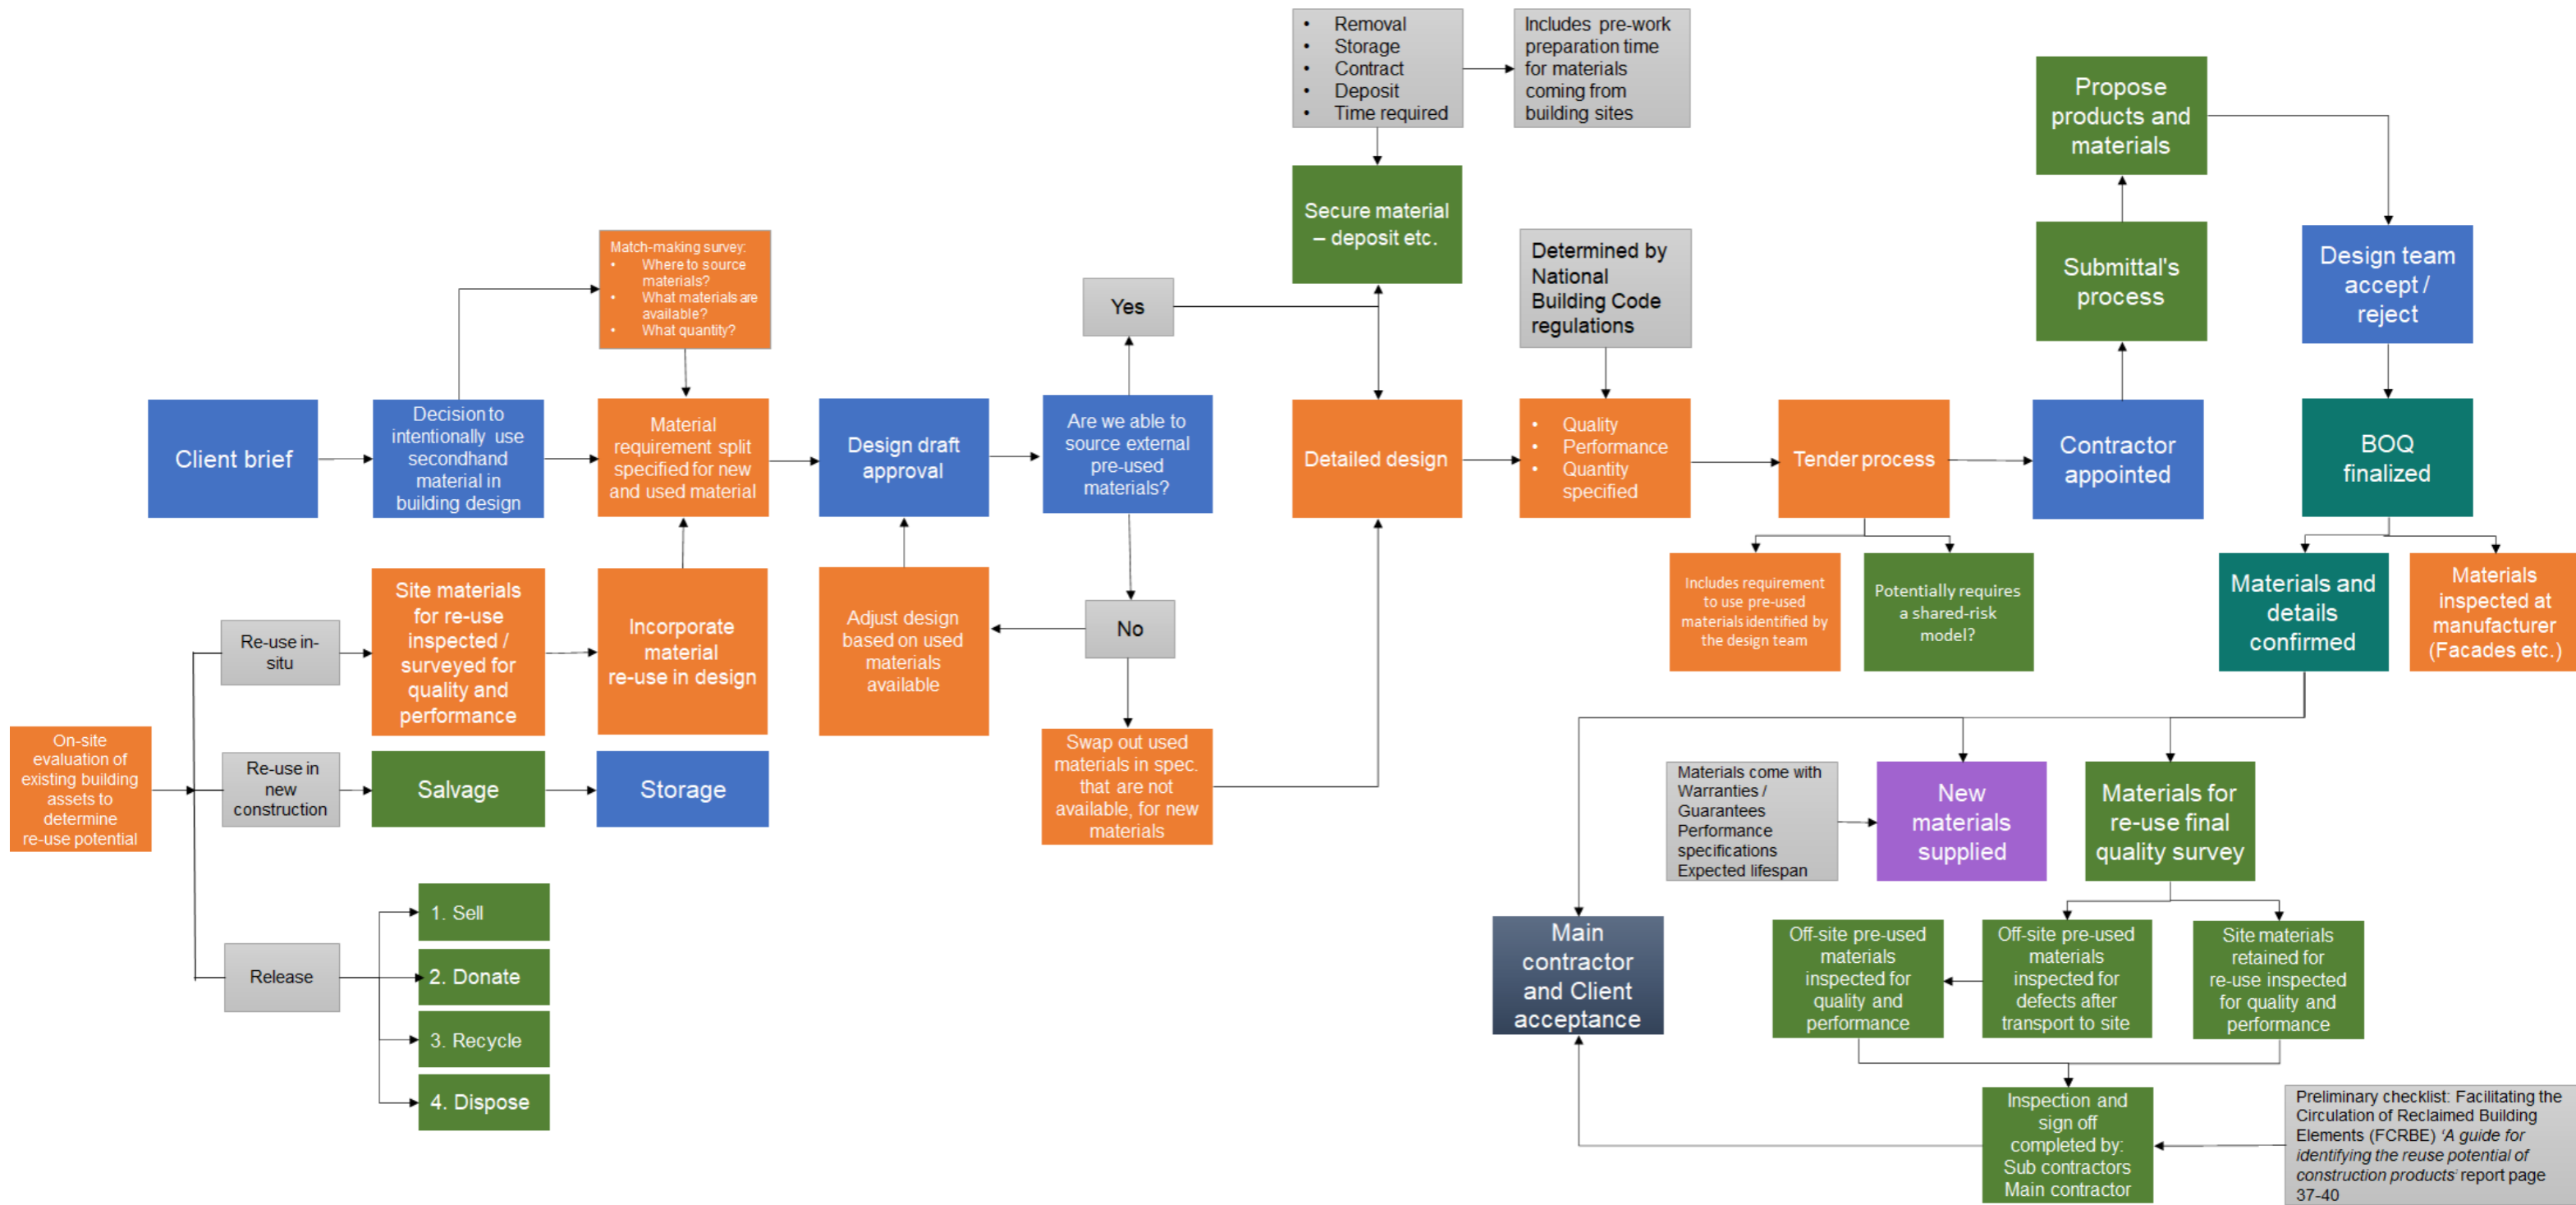 • Removal
• Storage
• Contract
• Deposit
• Time required
Includes pre-work
preparation time
for materials
coming from
building sites
Propose
products and
materials
Secure material
– deposit etc.
Match-making survey:
• Where to source
materials?
• What materials are
available?
• What quantity?
Yes
Determined by
National
Building Code
regulations
Submittal's
process
Design team
accept /
reject
Client brief
Decision to
intentionally use
secondhand
material in
building design
Material
requirement split
specified for new
and used material
Design draft
approval
Are we able to
source external
pre-used
materials?
Detailed design
• Quality
• Performance
• Quantity
specified
Tender process
Contractor
appointed
BOQ
finalized
Re-use in-
situ
Site materials
for re-use
inspected /
surveyed for
quality and
performance
Incorporate
material
re-use in design
Adjust design
based on used
materials
available
No
Includes requirement
to use pre-used
materials identified by
the design team
Potentially requires
a shared-risk
model?
Materials and
details
confirmed
Materials
inspected at
manufacturer
(Facades etc.)
On-site
evaluation of
existing building
assets to
determine
re-use potential
Re-use in
new
construction
Salvage
Storage
Swap out used
materials in spec.
that are not
available, for new
materials
Materials come with
Warranties /
Guarantees
Performance
specifications
Expected lifespan
New
materials
supplied
Materials for
re-use final
quality survey
Release
1. Sell
2. Donate
3. Recycle
4. Dispose
Main
contractor
and Client
acceptance
Off-site pre-used
materials
inspected for
quality and
performance
Off-site pre-used
materials
inspected for
defects after
transport to site
Site materials
retained for
re-use inspected
for quality and
performance
Inspection and
sign off
completed by:
Sub contractors
Main contractor
Preliminary checklist: Facilitating the
Circulation of Reclaimed Building
Elements (FCRBE) ‘A guide for
identifying the reuse potential of
construction products’ report page
37-40